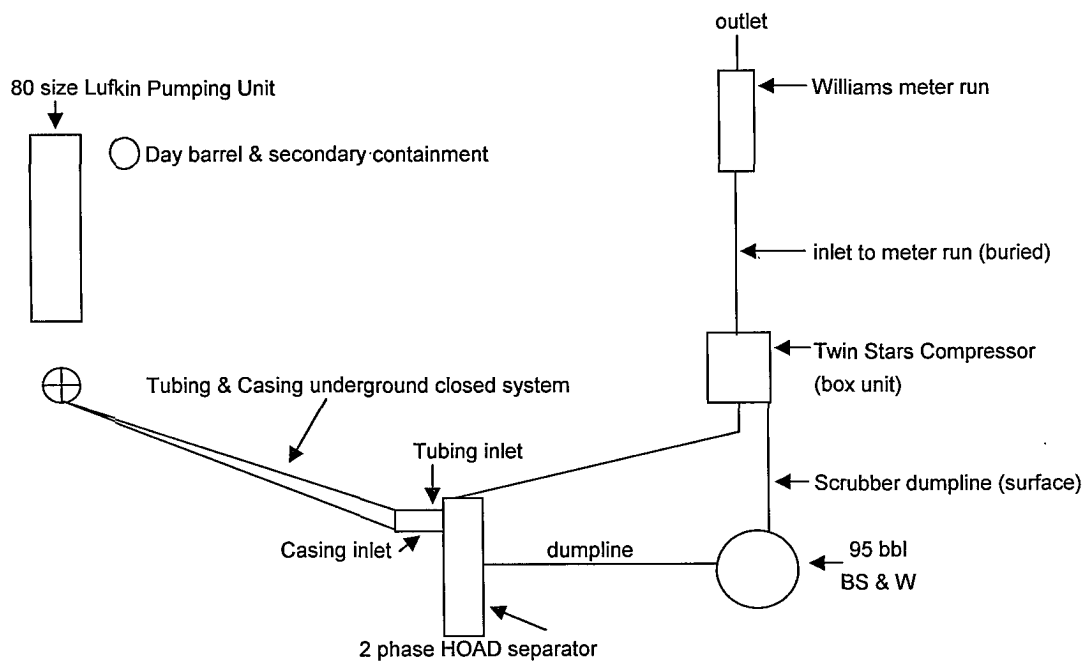 outlet
80 size Lufkin Pumping Unit
Williams meter run
Day barrel & secondary containment
inlet to meter run (buried)
Twin Stars Compressor
(box unit)
Tubing & Casing underground closed system
Tubing inlet
Scrubber dumpline (surface)
Casing inlet
dumpline
95 bbl
BS & W
2 phase HOAD separator